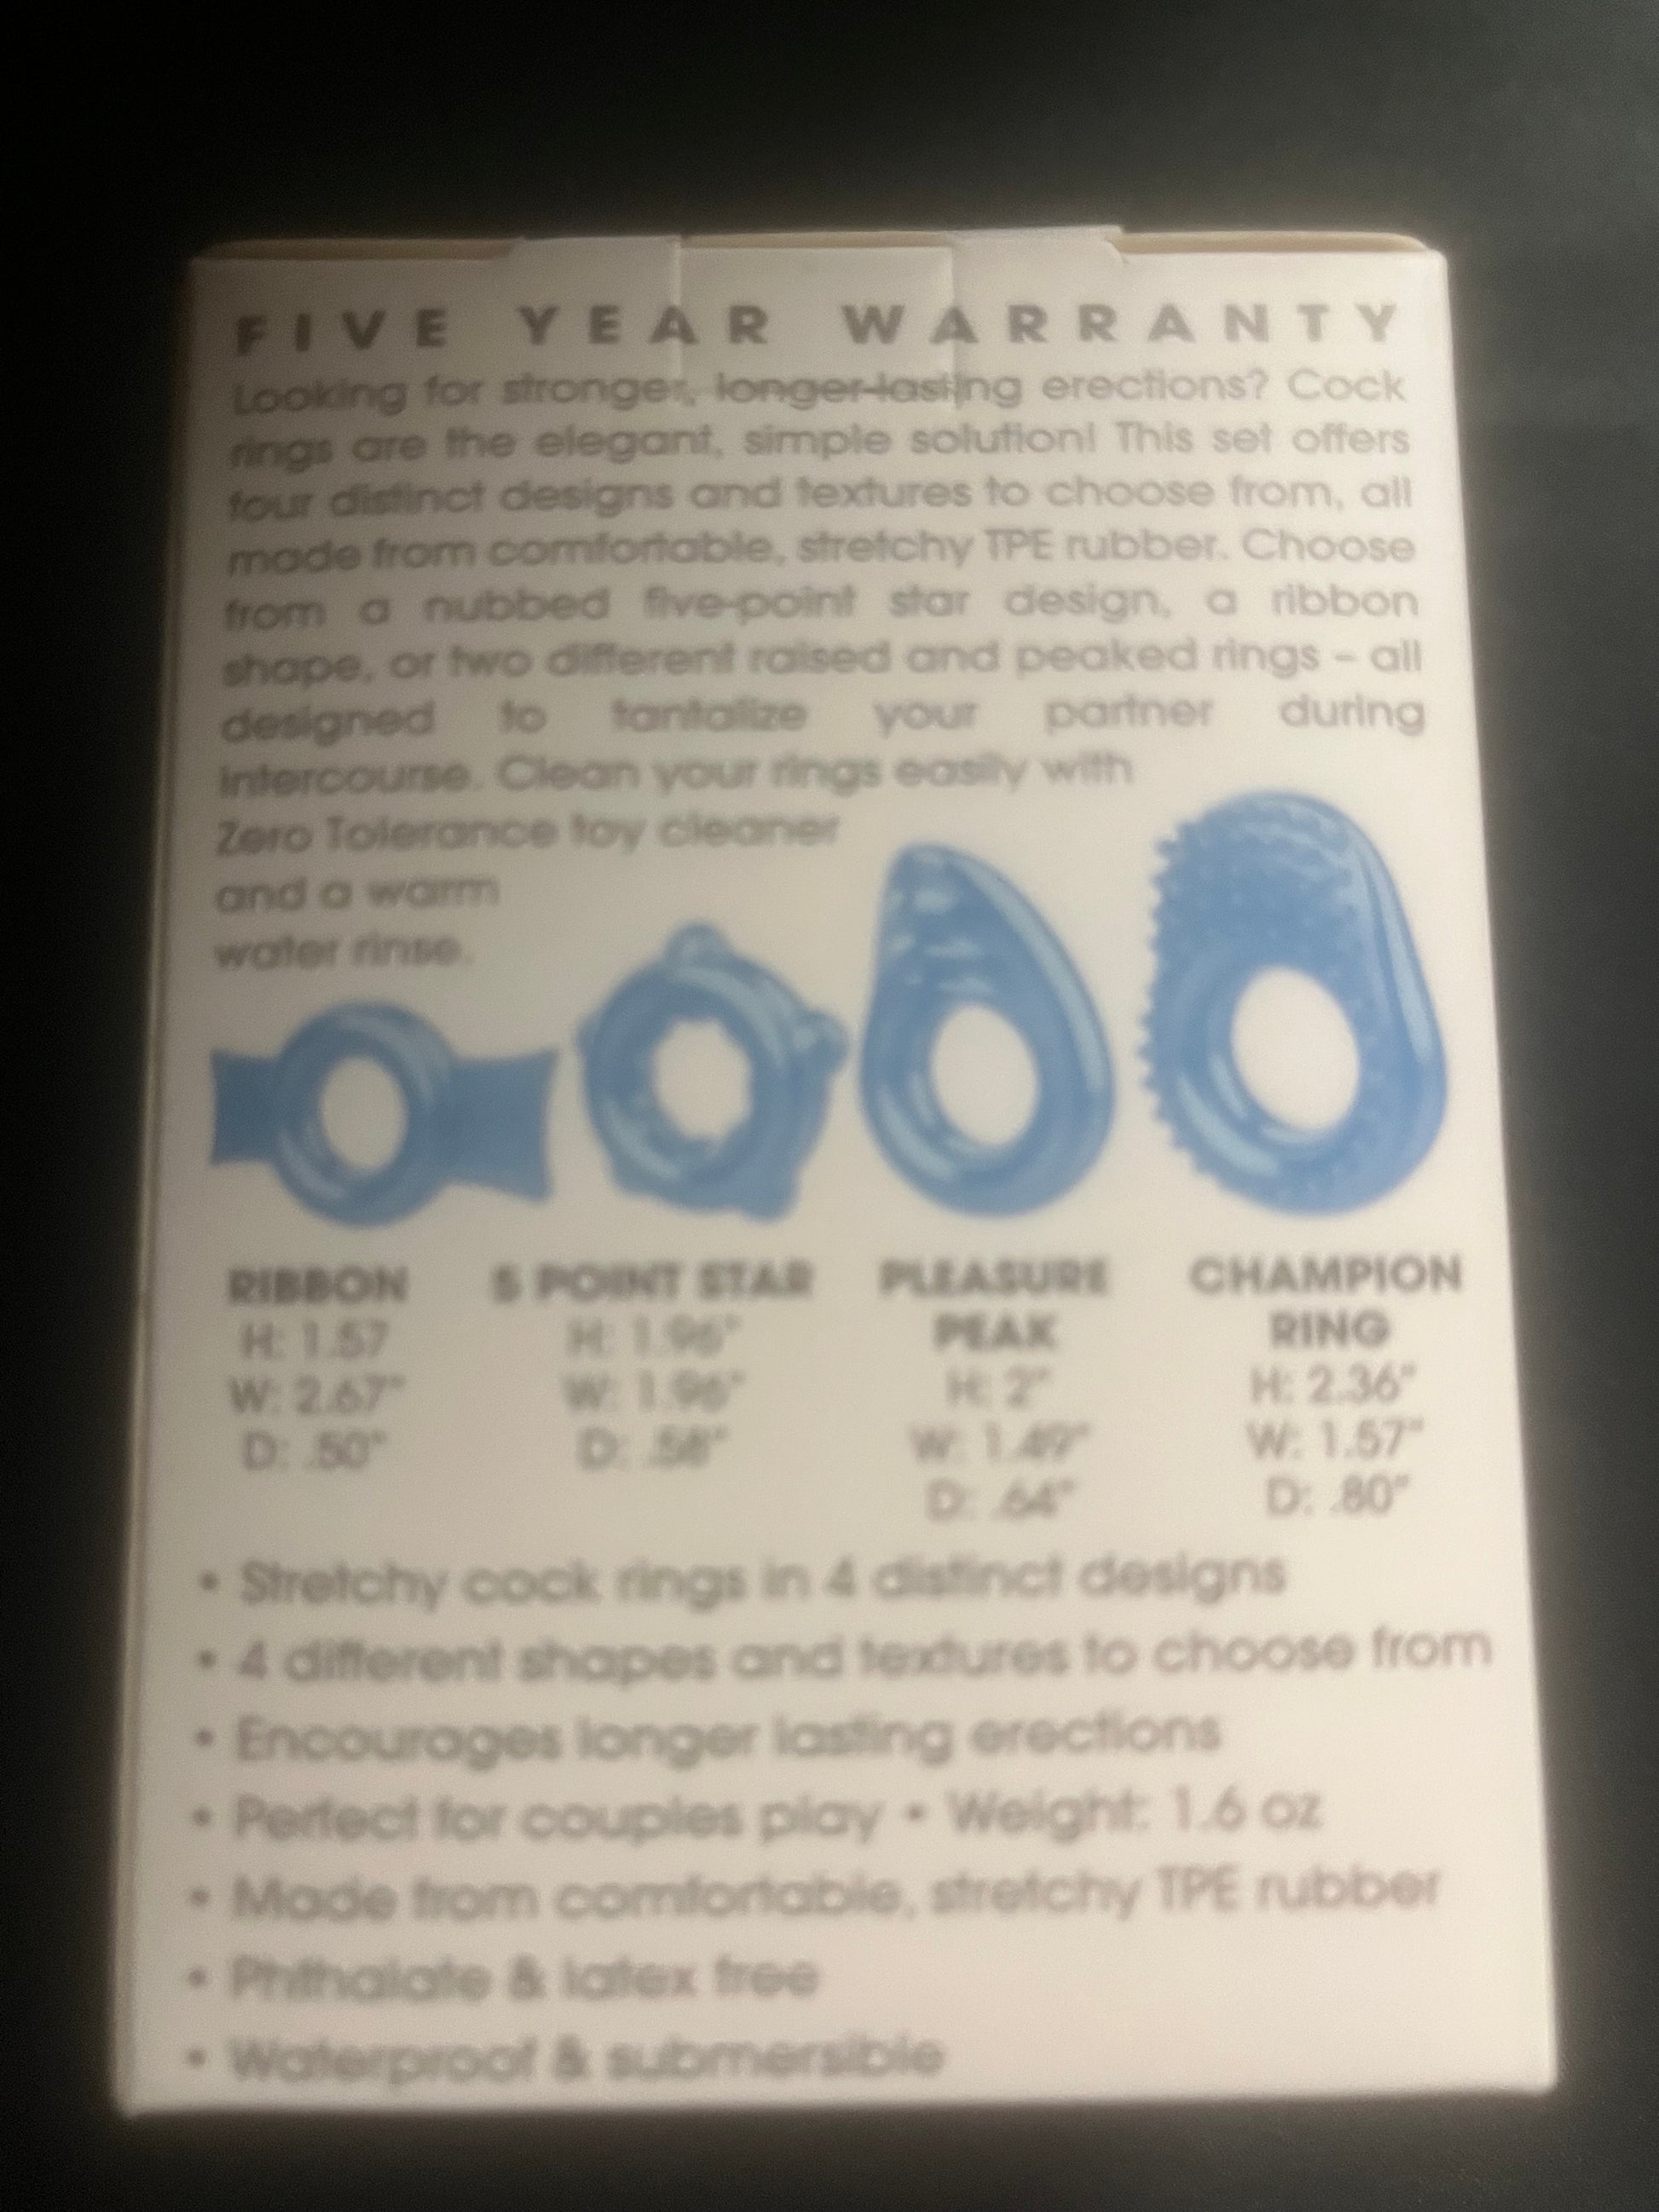 FIVE YEAR WARRANTY
Looking for stronger, longer-lasting erections? Cock
rings are the elegant, simple solution! This set offers
four distinct designs and textures to choose from, all
made from comfortable, stretchy TPE rubber. Choose
from a nubbed five-point star design, a ribbon
shape, or two different raised and peaked rings – all
designed to tantalize your partner during
intercourse. Clean your rings easily with
Zero Tolerance toy cleaner
and a warm
water rinse.
RIBBON
H: 1.57
W: 2.67"
D: .50"
5 POINT STAR
H: 1.96"
W: 1.96"
D: .58"
PLEASURE
PEAK
H: 2"
W: 1.49"
D: .64"
CHAMPION
RING
H: 2.36"
W: 1.57"
D: .80"
• Stretchy cock rings in 4 distinct designs
• 4 different shapes and textures to choose from
• Encourages longer lasting erections
• Perfect for couples play • Weight: 1.6 oz
• Made from comfortable, stretchy TPE rubber
• Phthalate & latex free
• Waterproof & submersible